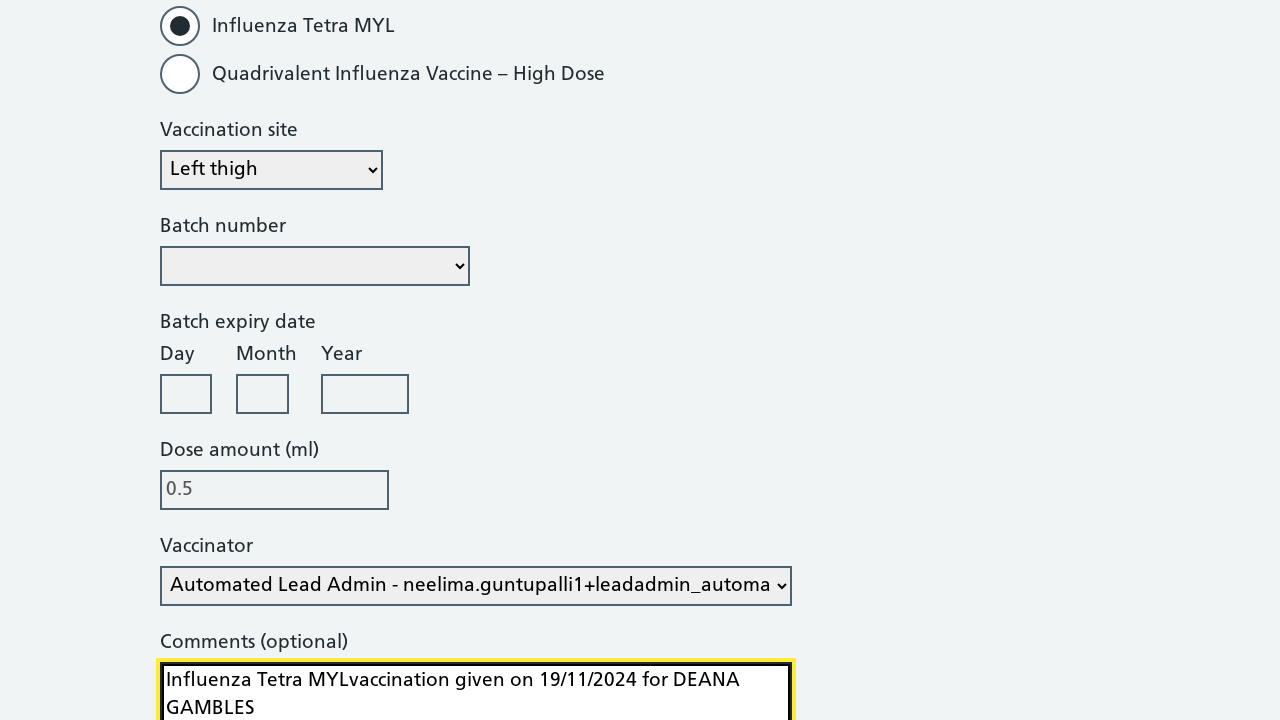 Influenza Tetra MYL
Quadrivalent Influenza Vaccine – High Dose
Vaccination site
Left thigh
Batch number
Batch expiry date
Day Month Year
Dose amount (ml)
0.5
Vaccinator
Automated Lead Admin - neelima.guntupalli1+leadadmin_automa
Comments (optional)
Influenza Tetra MYLvaccination given on 19/11/2024 for DEANA
GAMBLES